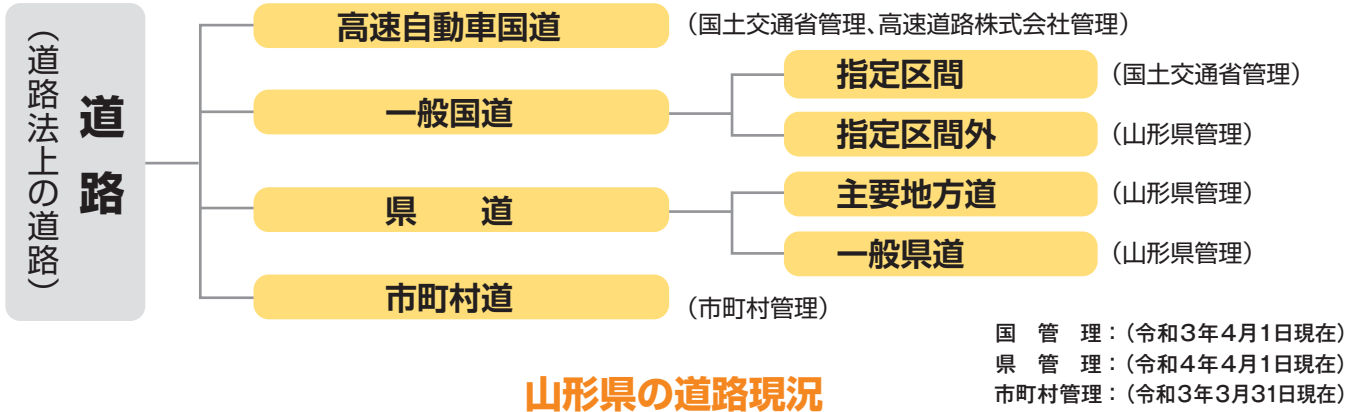 道路
（道路法上の道路）
高速自動車国道
（国土交通省管理、高速道路株式会社管理）
一般国道
指定区間
（国土交通省管理）
指定区間外
（山形県管理）
県　道
主要地方道
（山形県管理）
一般県道
（山形県管理）
市町村道
（市町村管理）
国　管　理：（令和3年4月1日現在）
県　管　理：（令和4年4月1日現在）
市町村管理：（令和3年3月31日現在）
山形県の道路現況